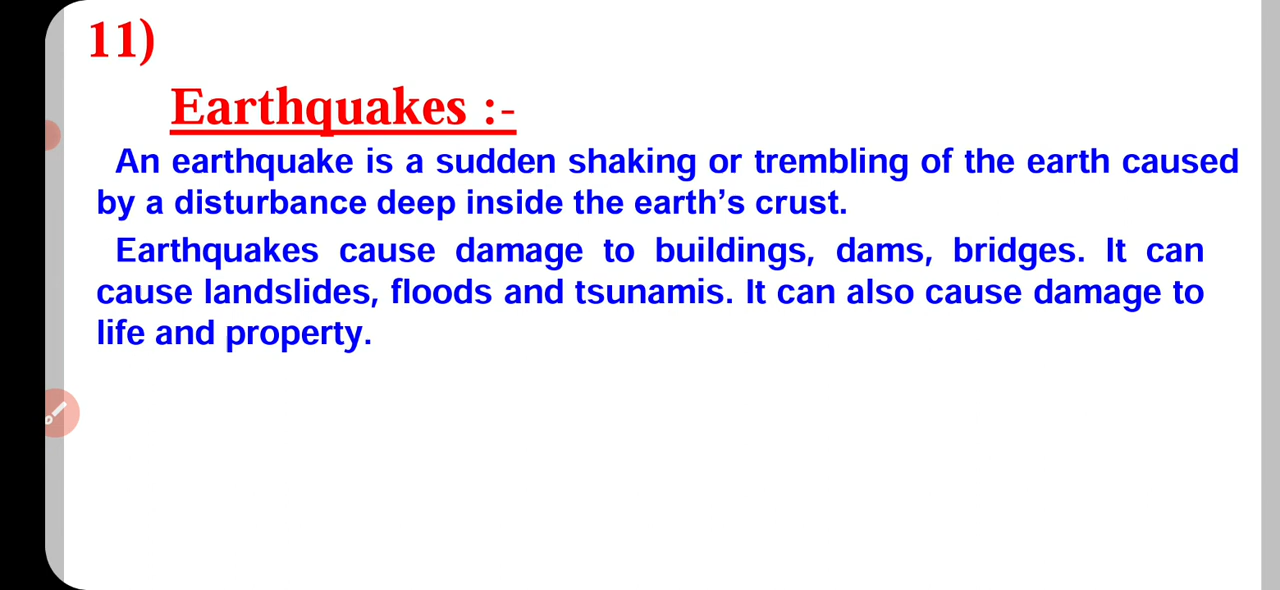 11)
Earthquakes :-
An earthquake is a sudden shaking or trembling of the earth caused
by a disturbance deep inside the earth’s crust.
Earthquakes cause damage to buildings, dams, bridges. It can
cause landslides, floods and tsunamis. It can also cause damage to
life and property.